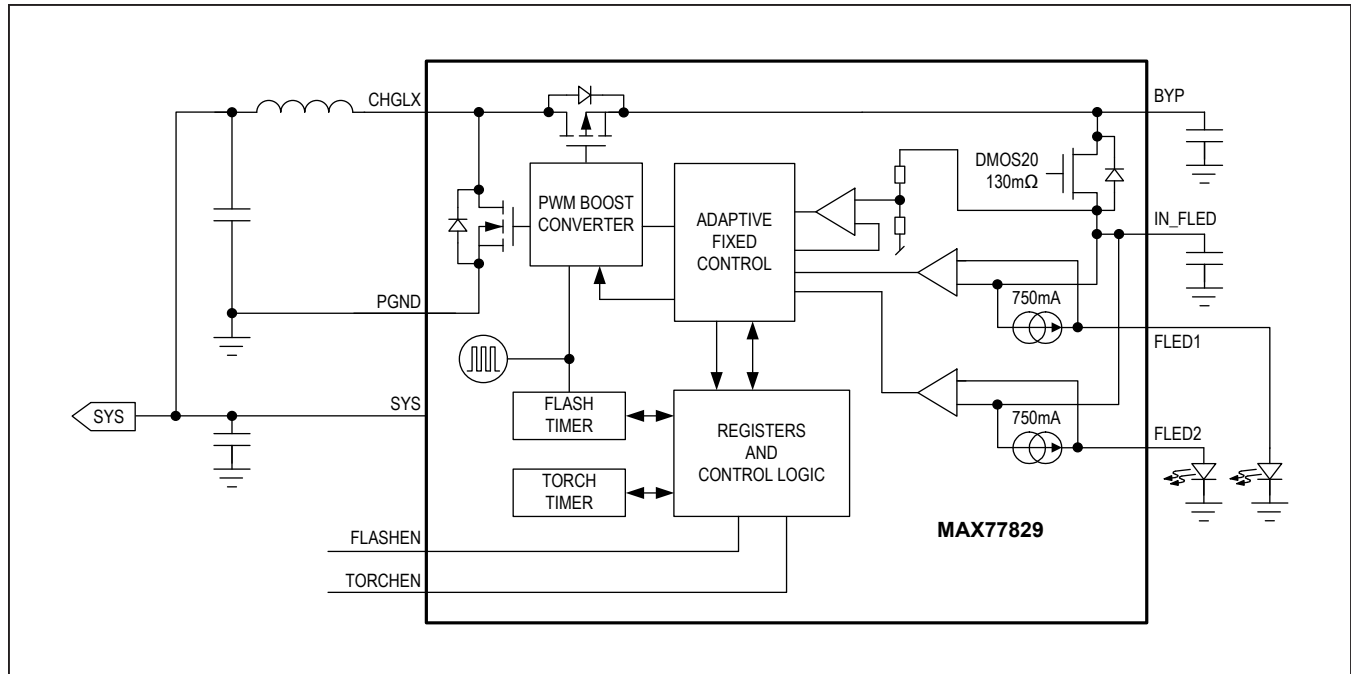 CHGLX
BYP
DMOS20
130mΩ
PWM BOOST
CONVERTER
ADAPTIVE
FIXED
CONTROL
IN_FLED
PGND
750mA
FLED1
SYS
SYS
FLASH
TIMER
REGISTERS
AND
CONTROL LOGIC
750mA
FLED2
TORCH
TIMER
FLASHEN
MAX77829
TORCHEN